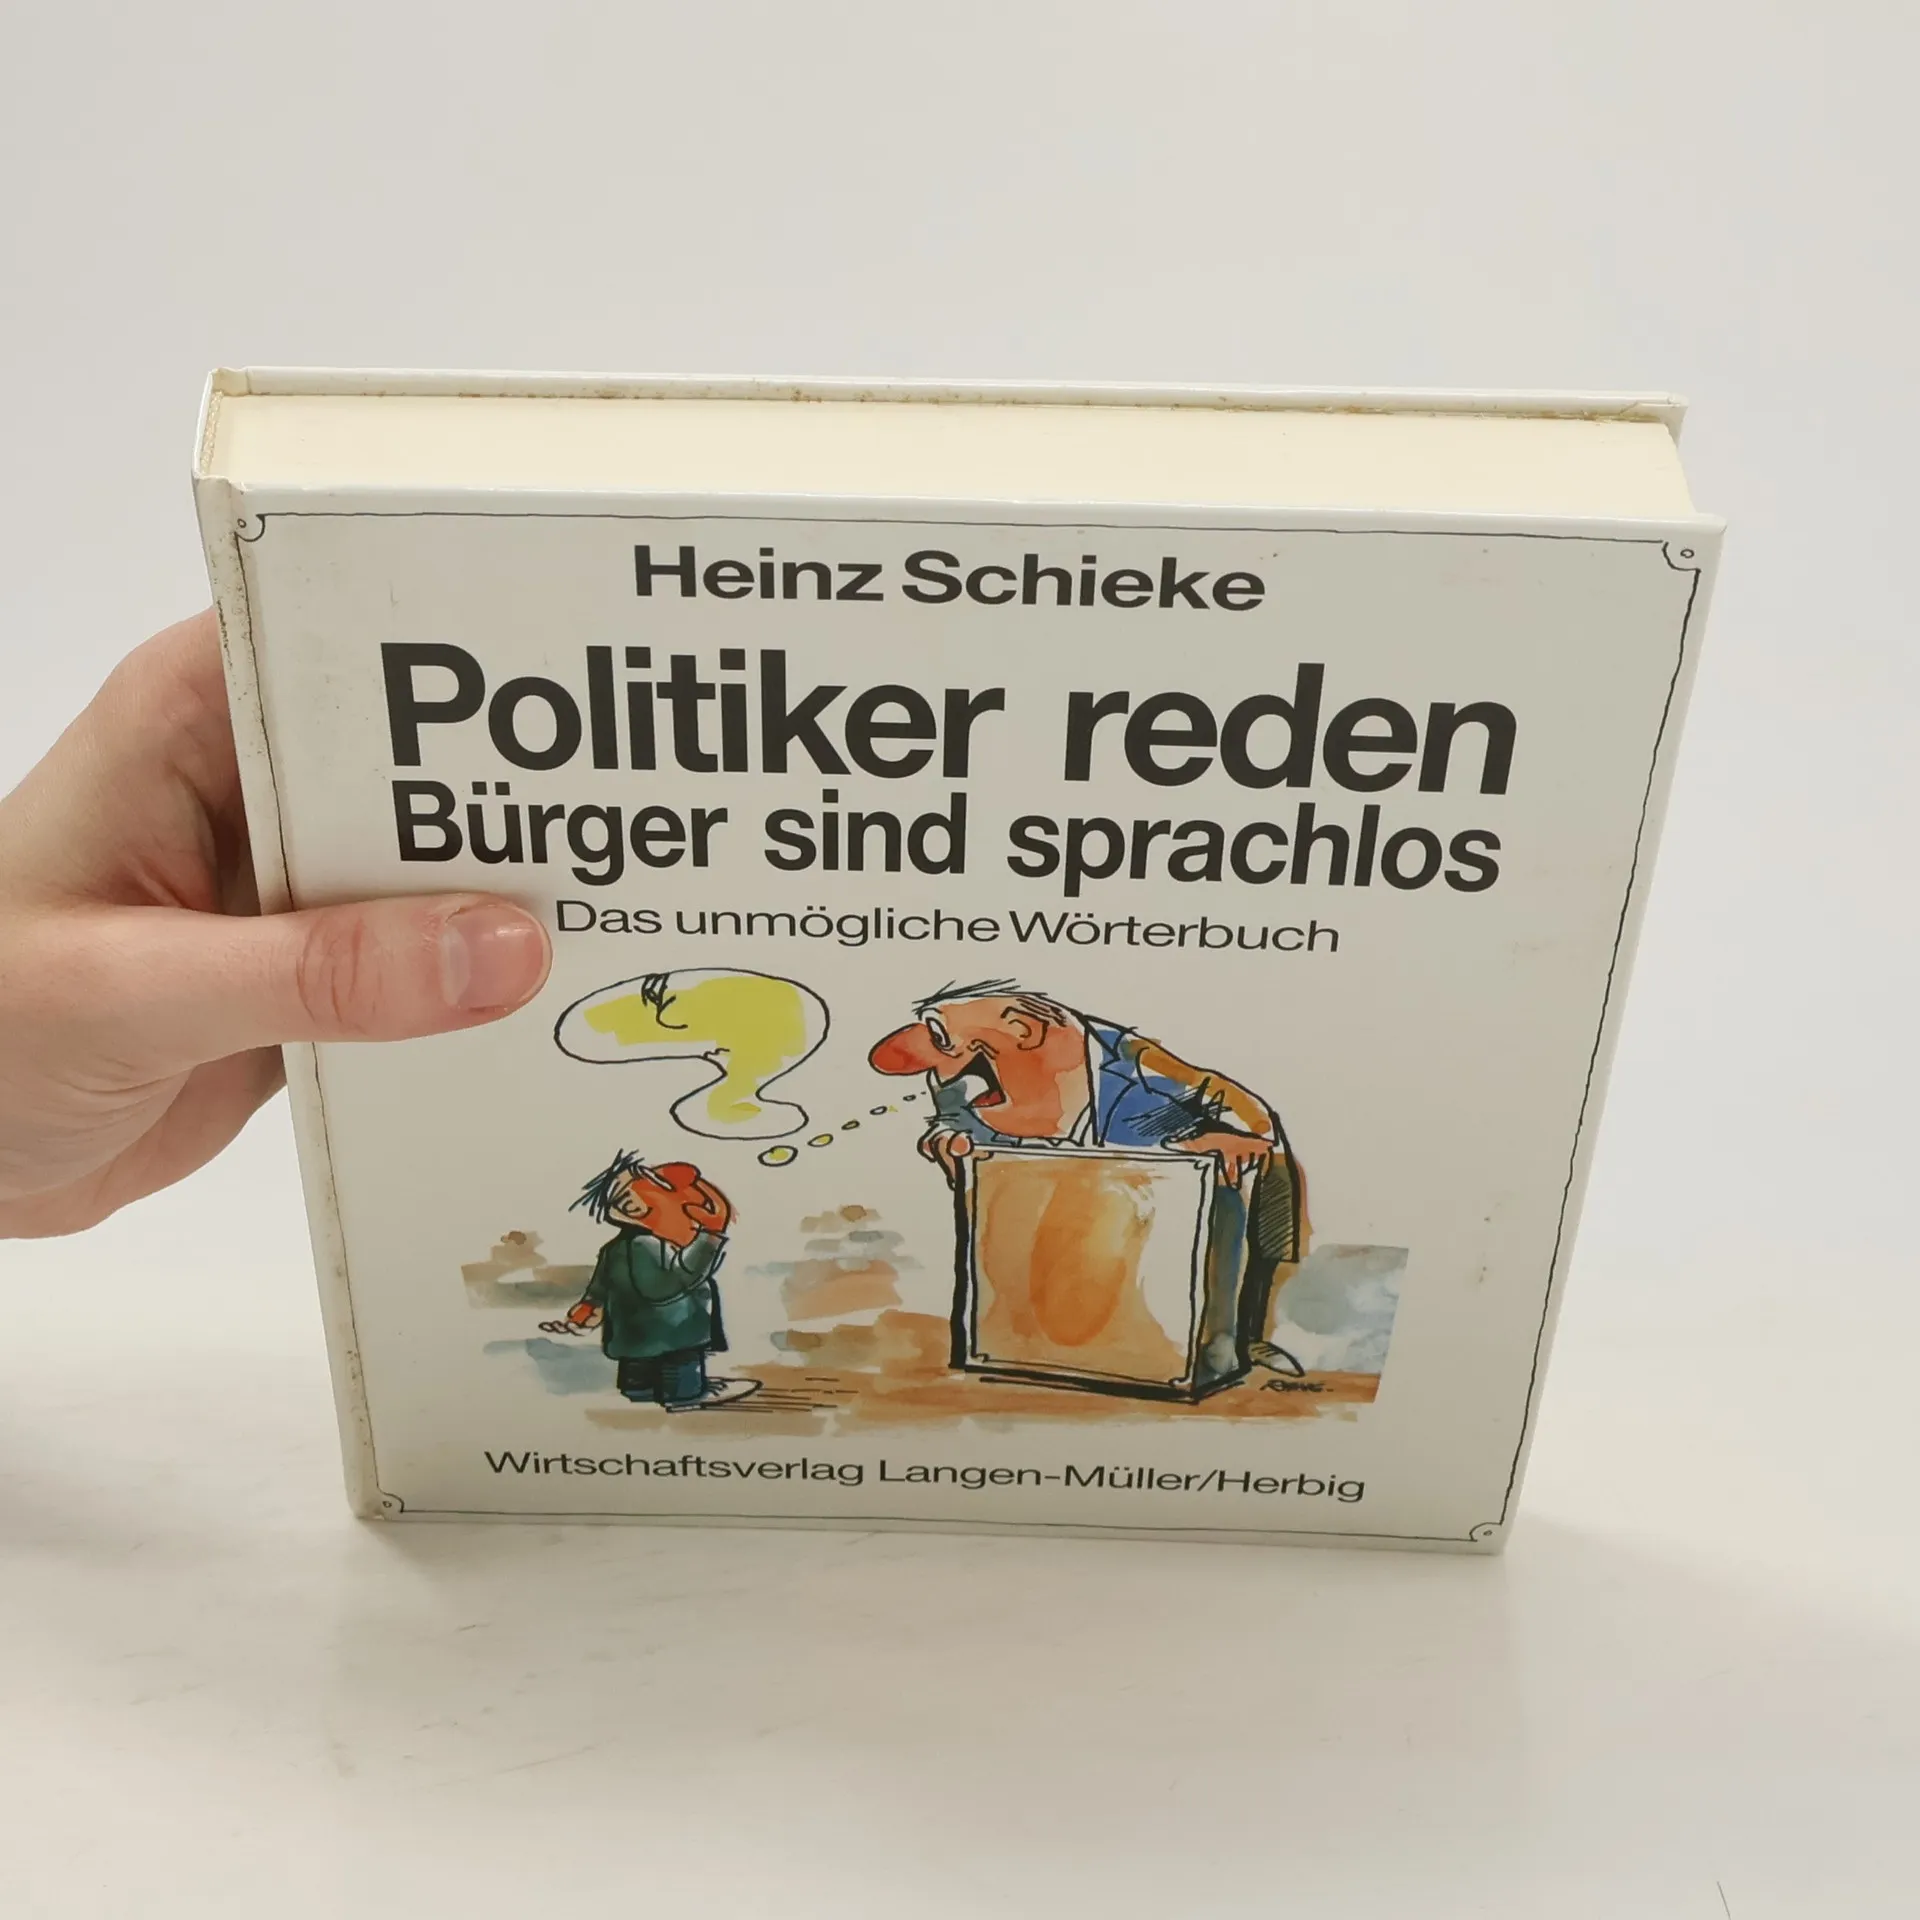 Heinz Schieke
Politiker reden
Bürger sind sprachlos
Das unmögliche Wörterbuch
Wirtschaftsverlag Langen-Müller/Herbig